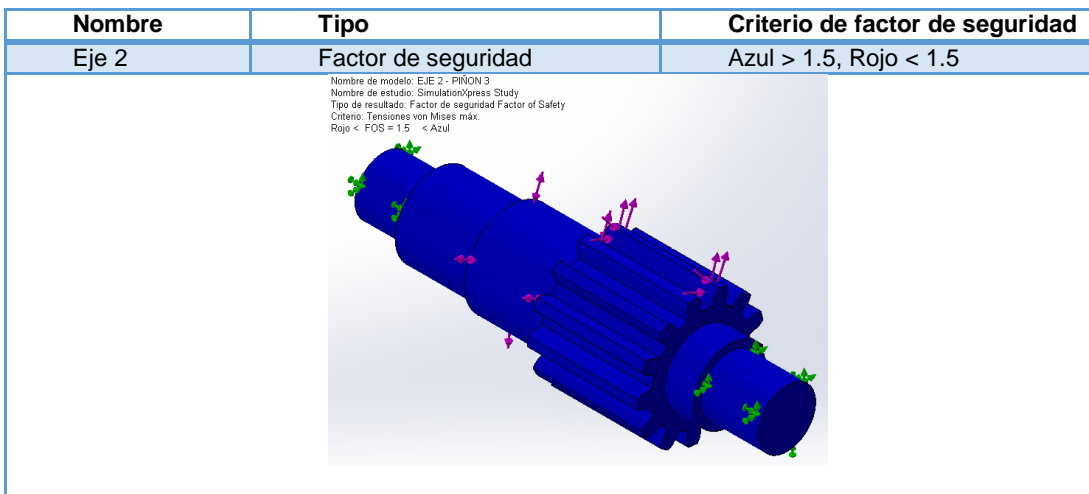 Nombre Tipo Criterio de factor de seguridad
Eje 2 Factor de seguridad Azul > 1.5, Rojo < 1.5
Nombre de modelo: EJE 2 - PIÑON 3
Nombre de estudio: SimulationXpress Study
Tipo de resultado: Factor de seguridad Factor of Safety
Criterio: Tensiones von Mises máx.
Rojo < FOS = 1.5 < Azul